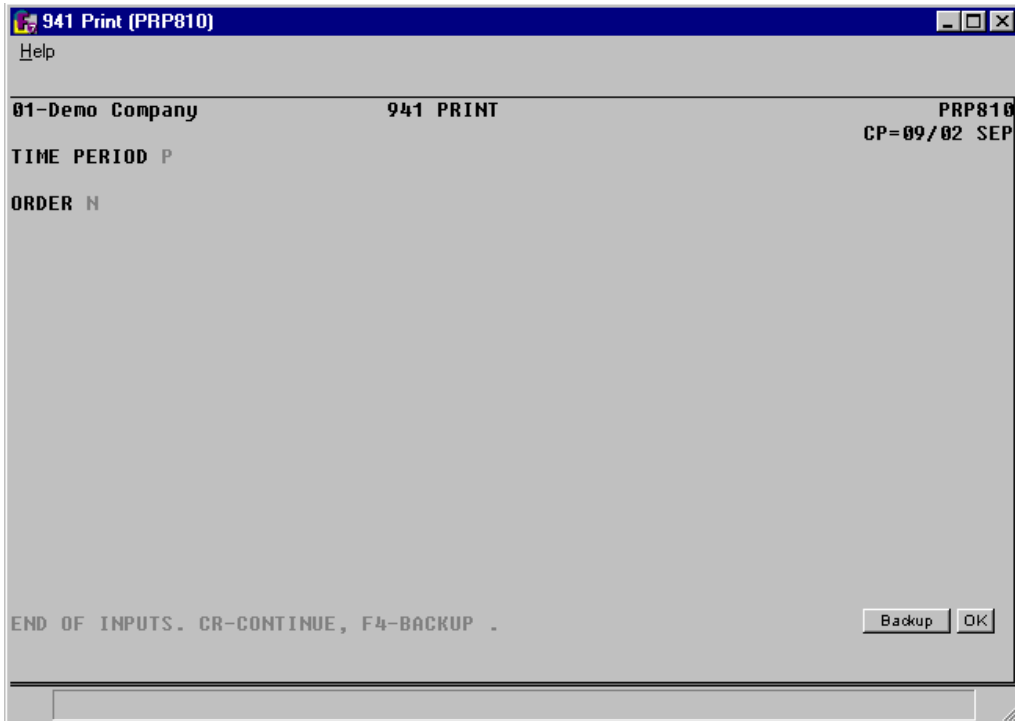 941 Print (PRP810)
Help
01-Demo Company 941 PRINT PRP810
CP=09/02 SEP
TIME PERIOD P
ORDER N
END OF INPUTS. CR-CONTINUE, F4-BACKUP . Backup OK